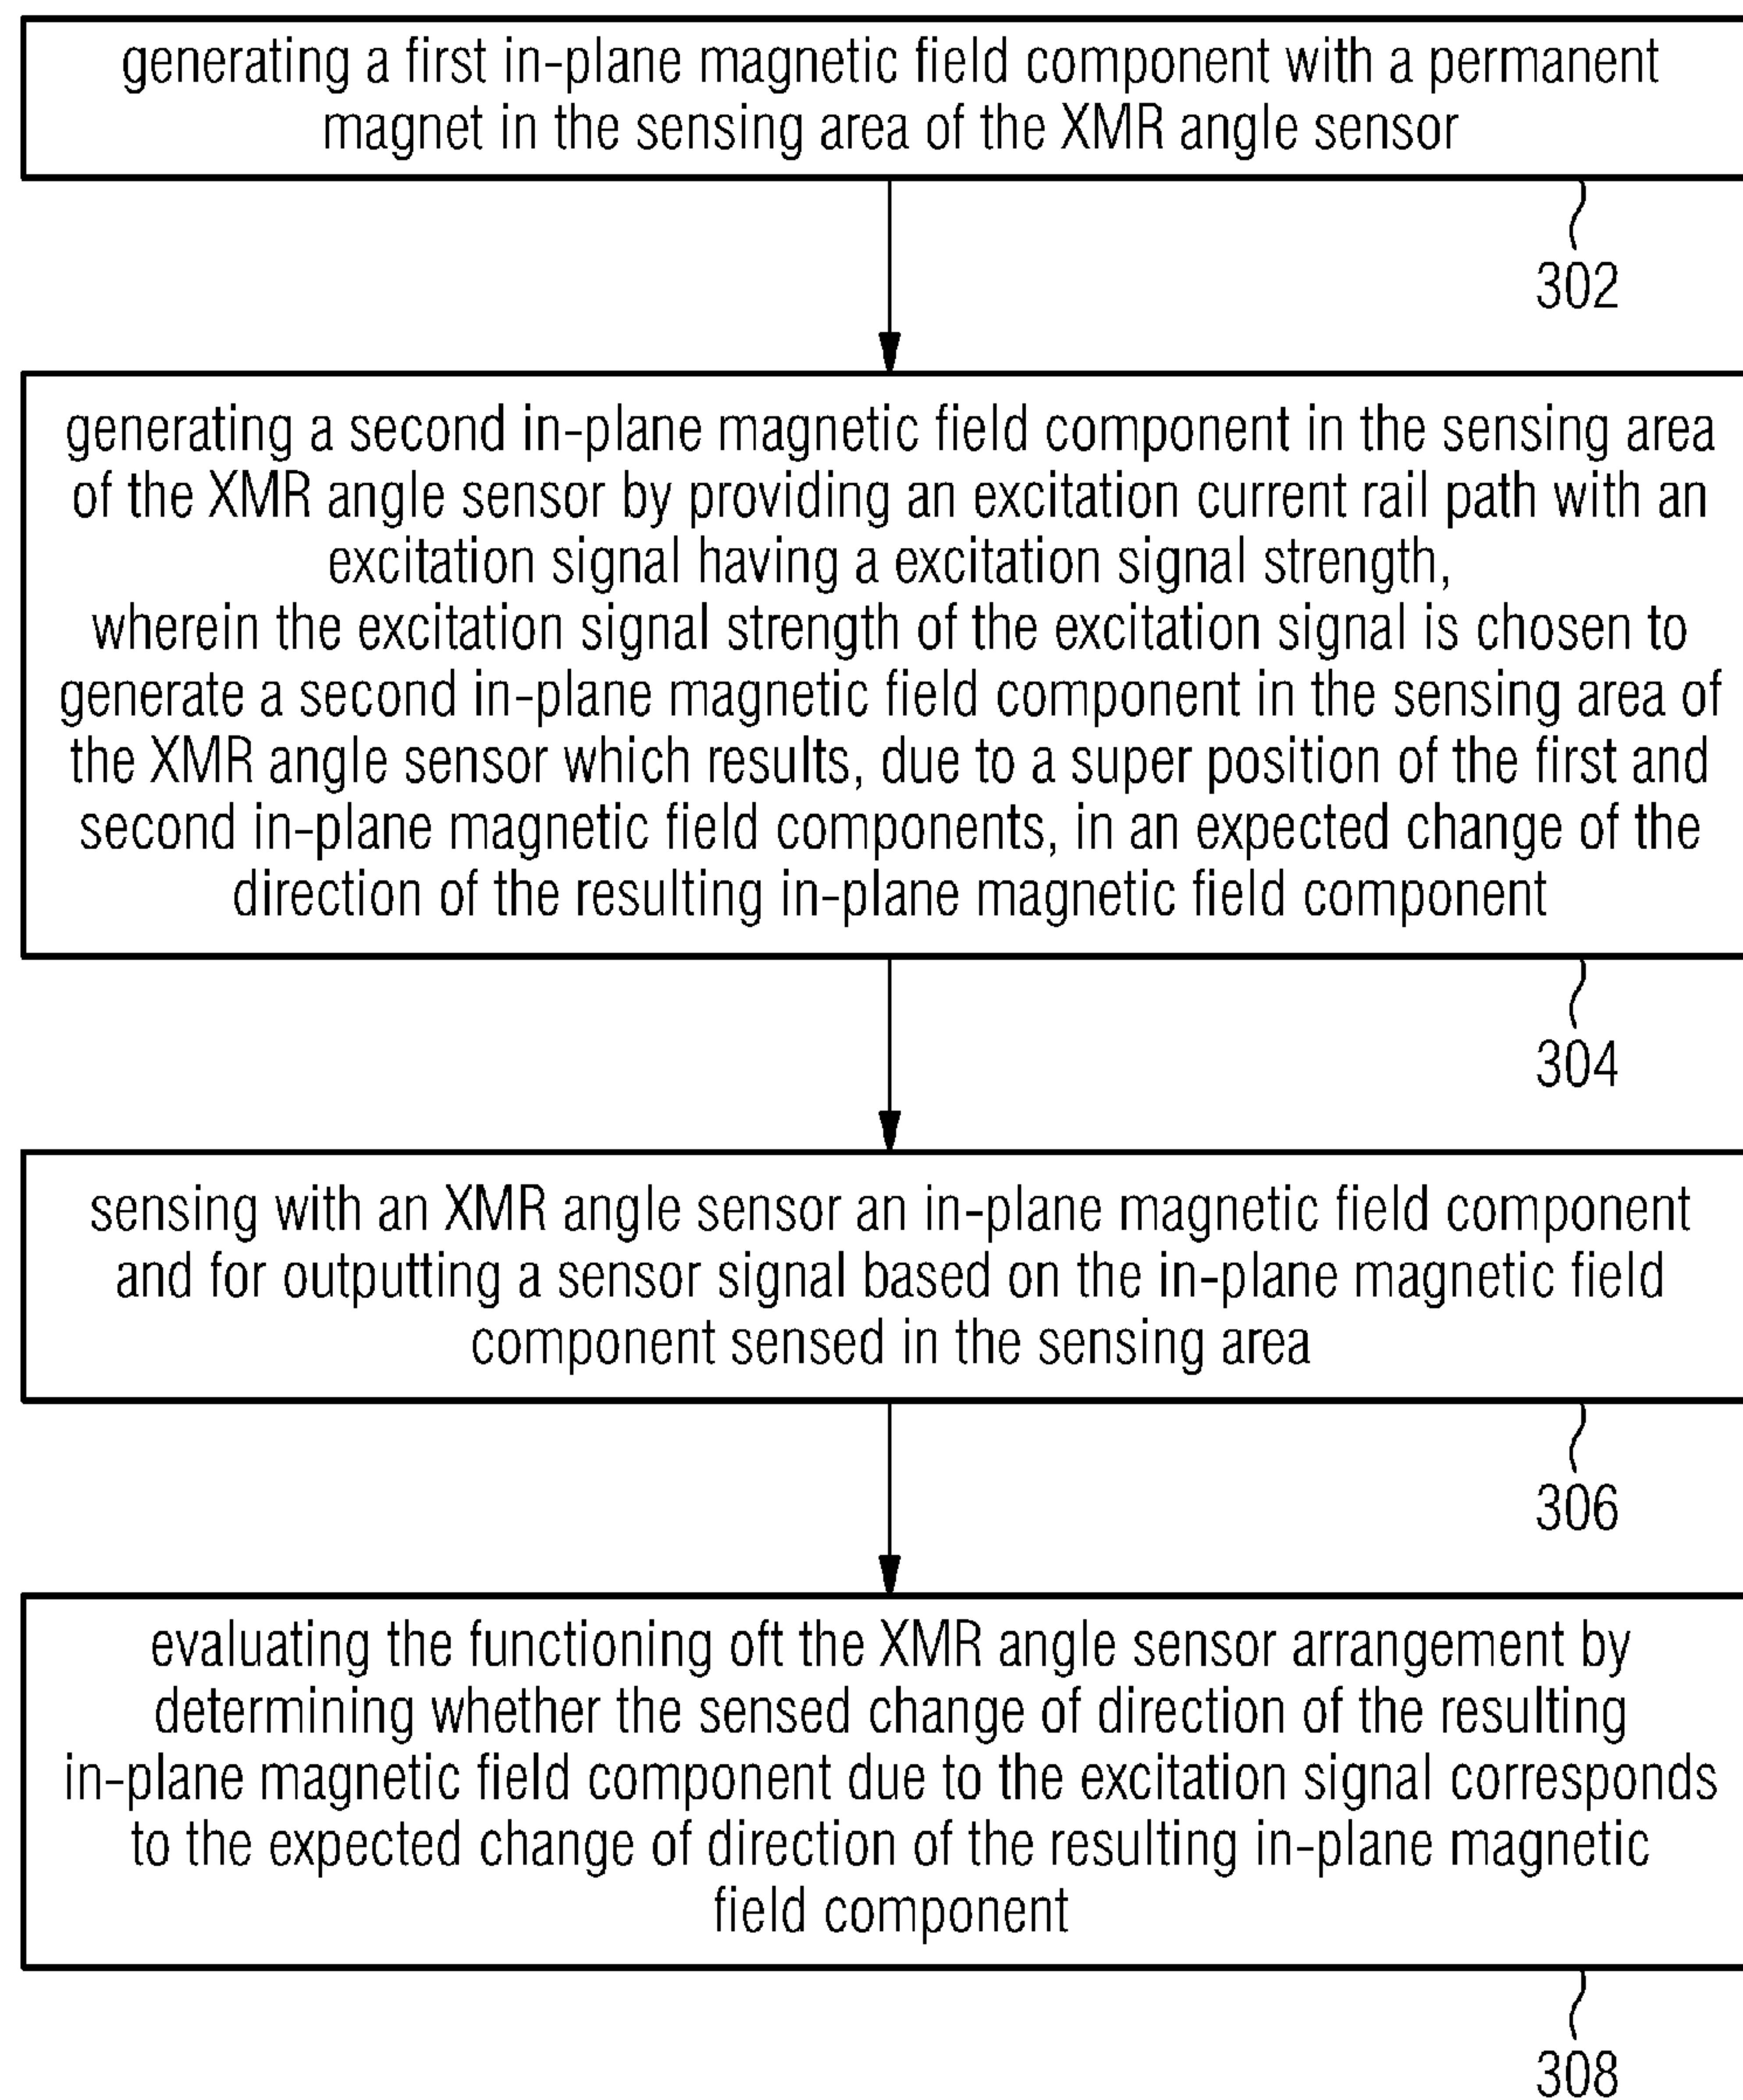 generating a first in-plane magnetic field component with a permanent
magnet in the sensing area of the XMR angle sensor
302
generating a second in-plane magnetic field component in the sensing area
of the XMR angle sensor by providing an excitation current rail path with an
excitation signal having a excitation signal strength,
wherein the excitation signal strength of the excitation signal is chosen to
generate a second in-plane magnetic field component in the sensing area of
the XMR angle sensor which results, due to a super position of the first and
second in-plane magnetic field components, in an expected change of the
direction of the resulting in-plane magnetic field component
304
sensing with an XMR angle sensor an in-plane magnetic field component
and for outputting a sensor signal based on the in-plane magnetic field
component sensed in the sensing area
306
evaluating the functioning oft the XMR angle sensor arrangement by
determining whether the sensed change of direction of the resulting
in-plane magnetic field component due to the excitation signal corresponds
to the expected change of direction of the resulting in-plane magnetic
field component
308